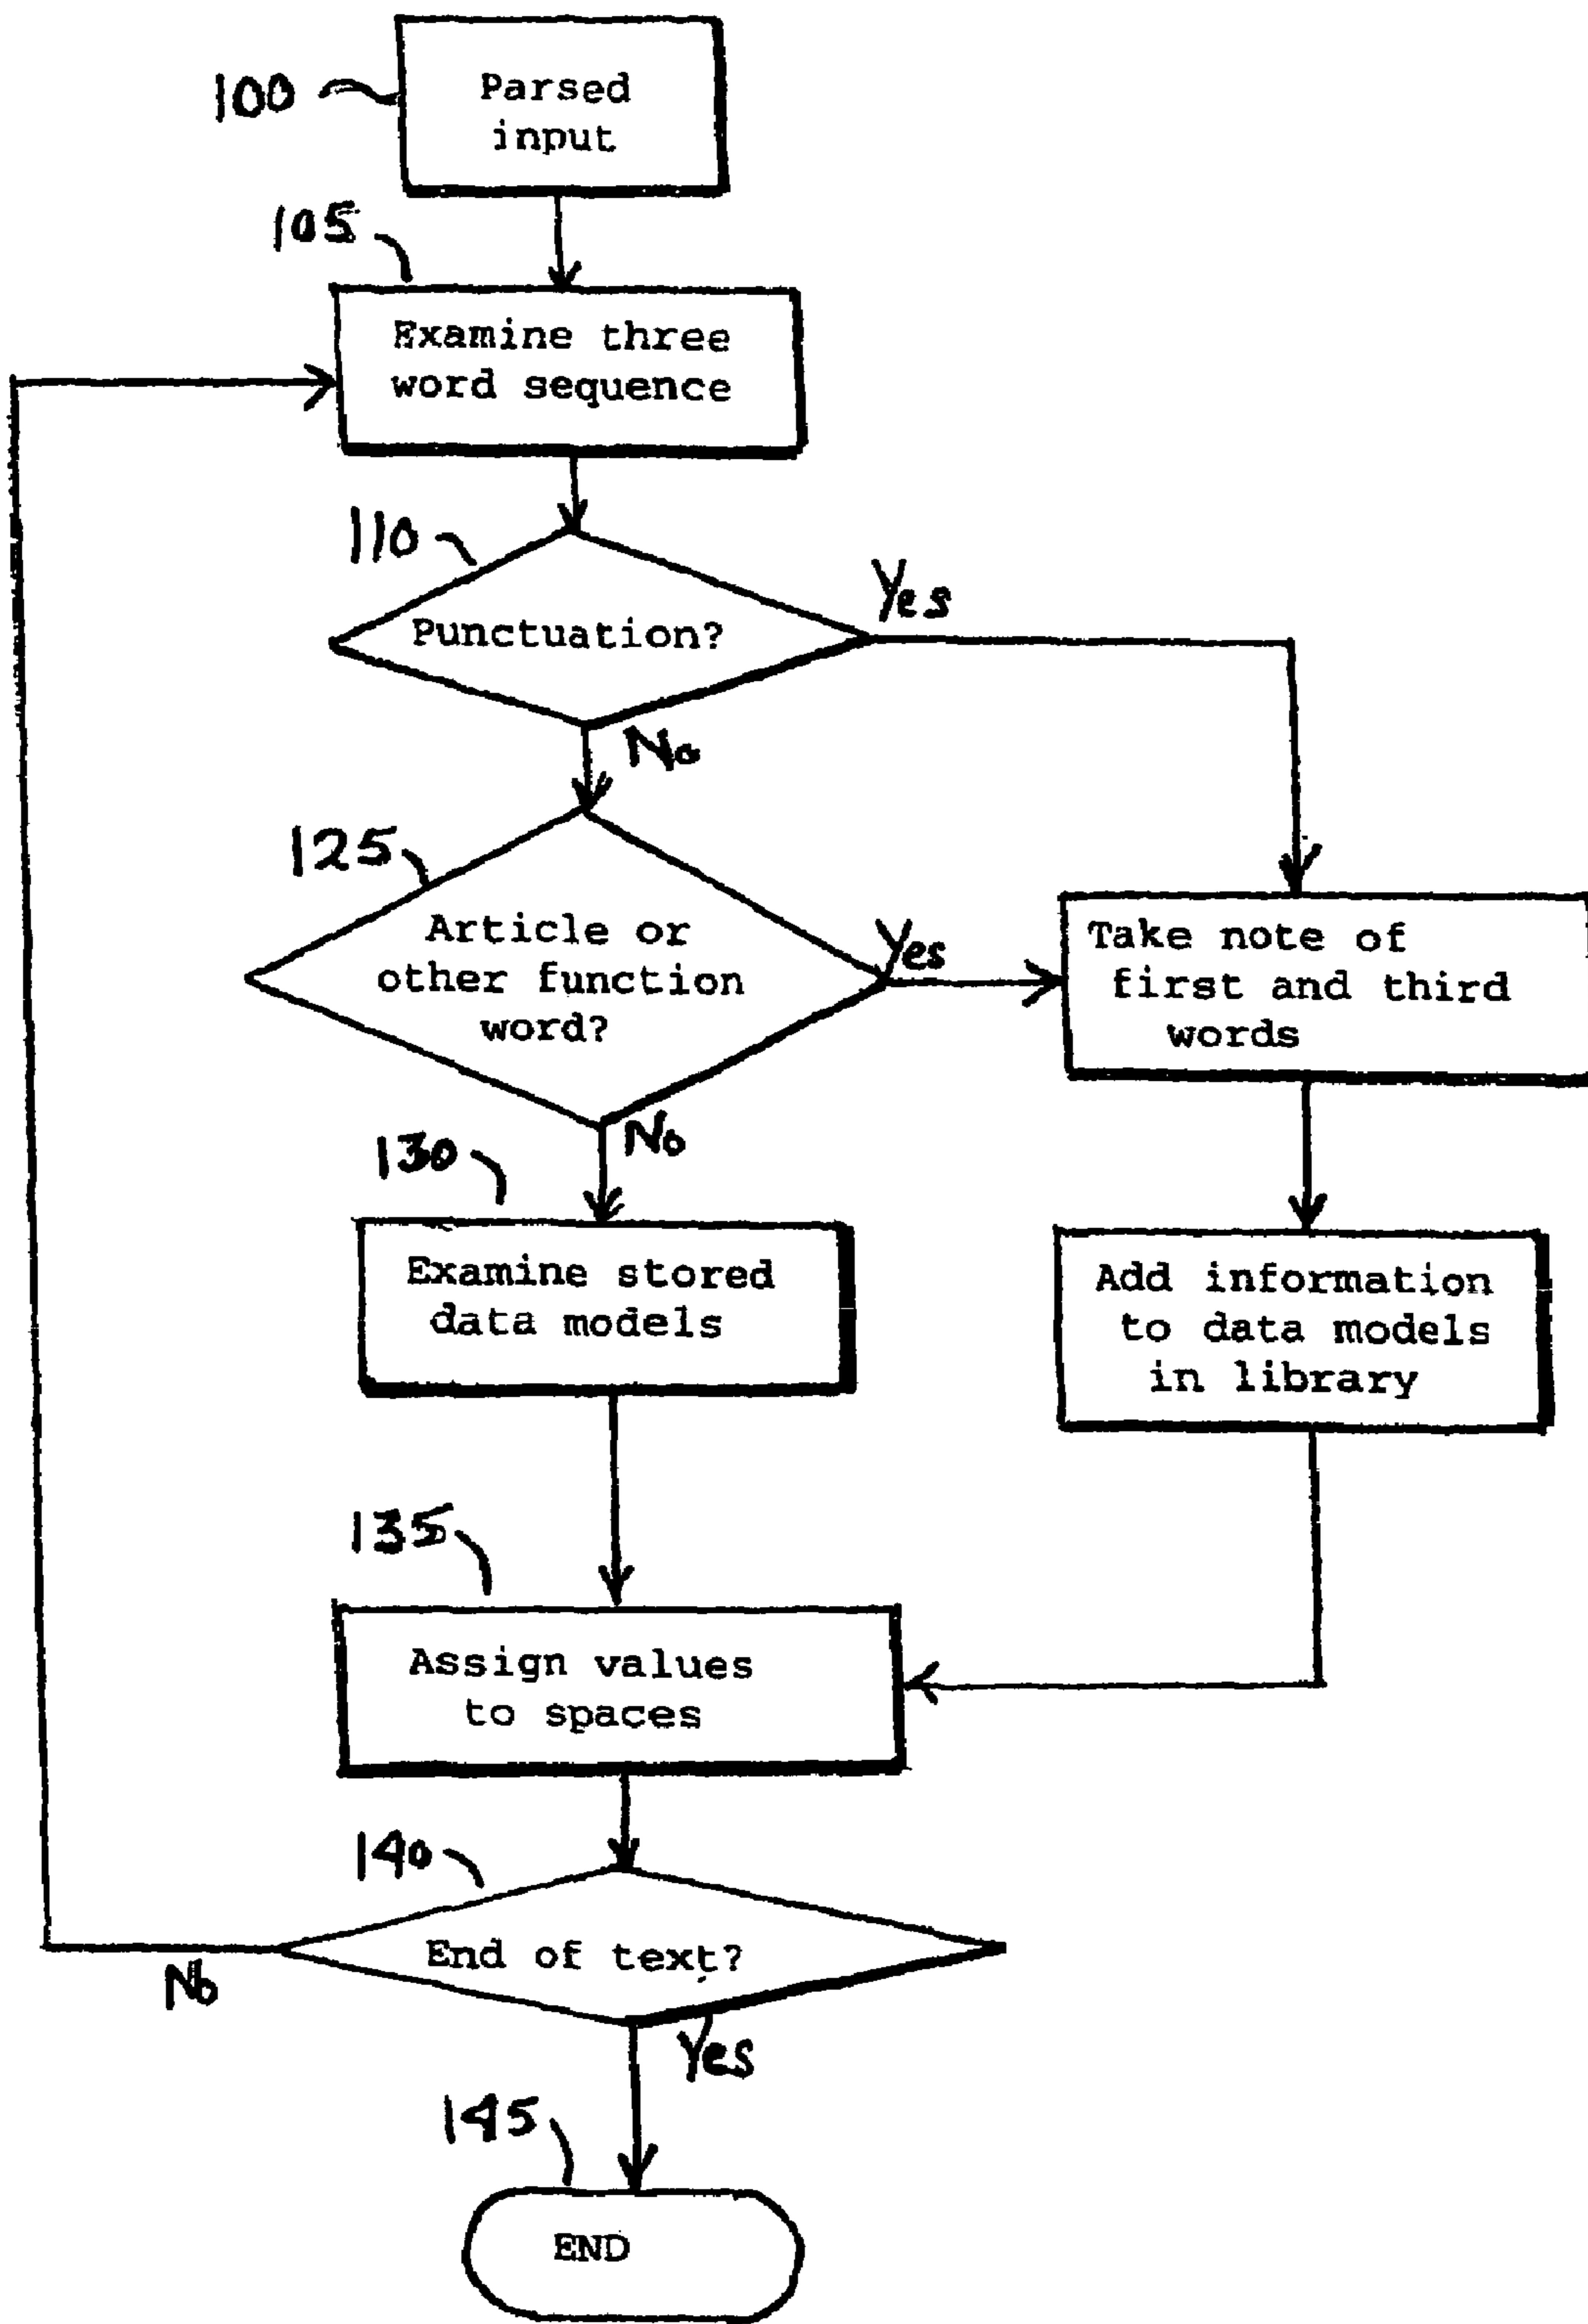 100
Parsed
input
105
Examine three
word sequence
110
Punctuation?
Yes
No
125
Article or
other function
word?
Yes
No
Take note of
first and third
words
130
Examine stored
data models
Add information
to data models
in library
135
Assign values
to spaces
140
End of text?
No
Yes
145
END